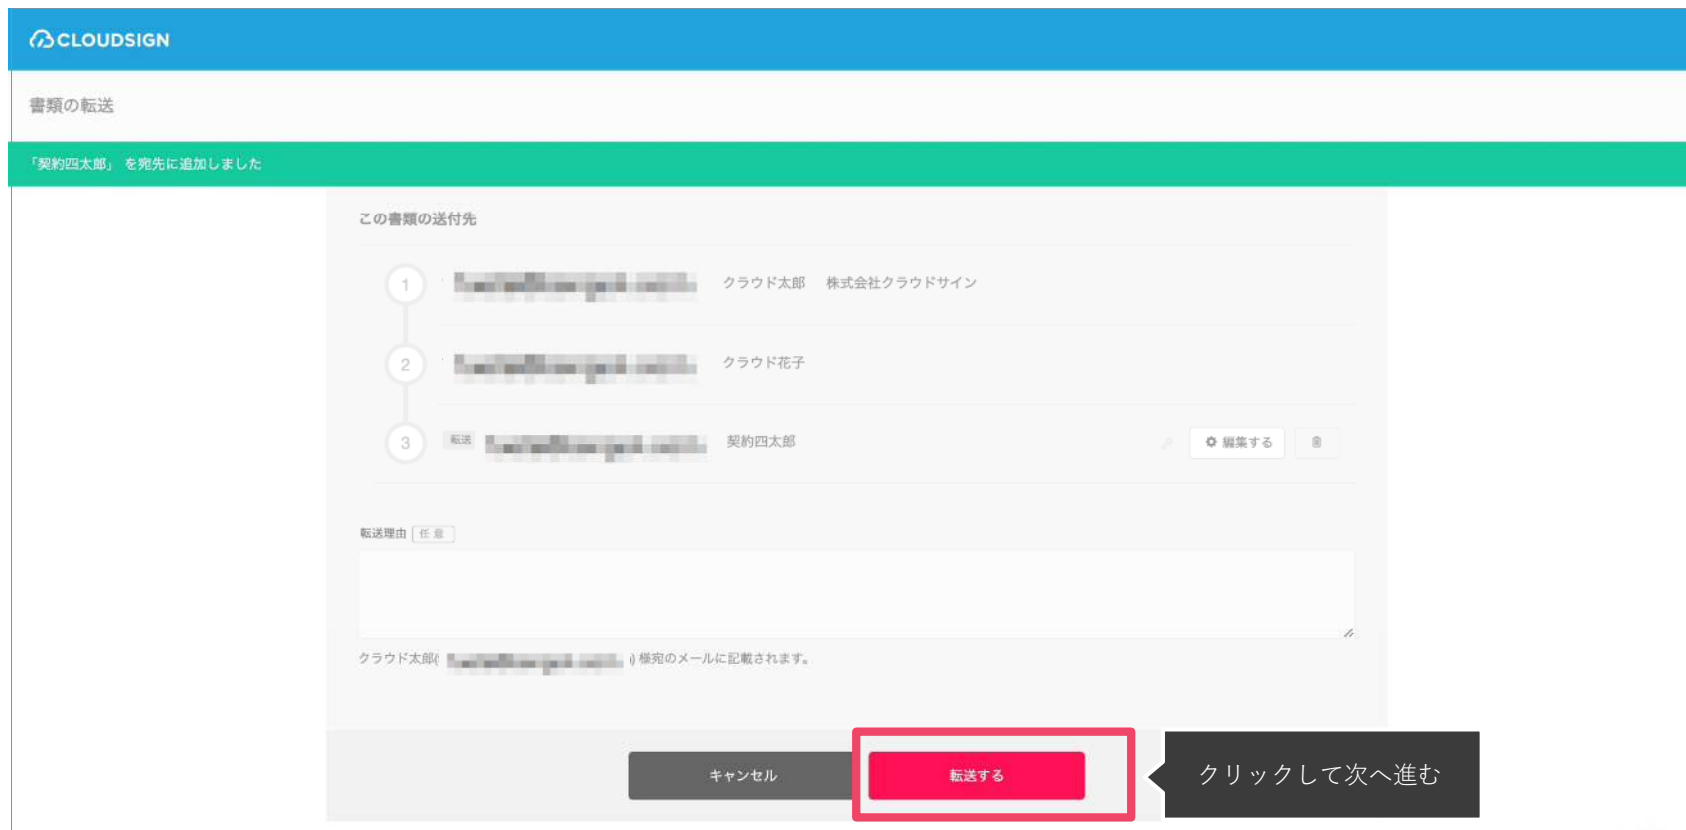 CLOUDSIGN
書類の転送
「契約四太郎」 を宛先に追加しました
この書類の送付先
1 クラウド太郎 株式会社クラウドサイン
2 クラウド花子
3 転送 契約四太郎 編集する
転送理由 任意
クラウド太郎( ) 様宛のメールに記載されます。
キャンセル 転送する クリックして次へ進む